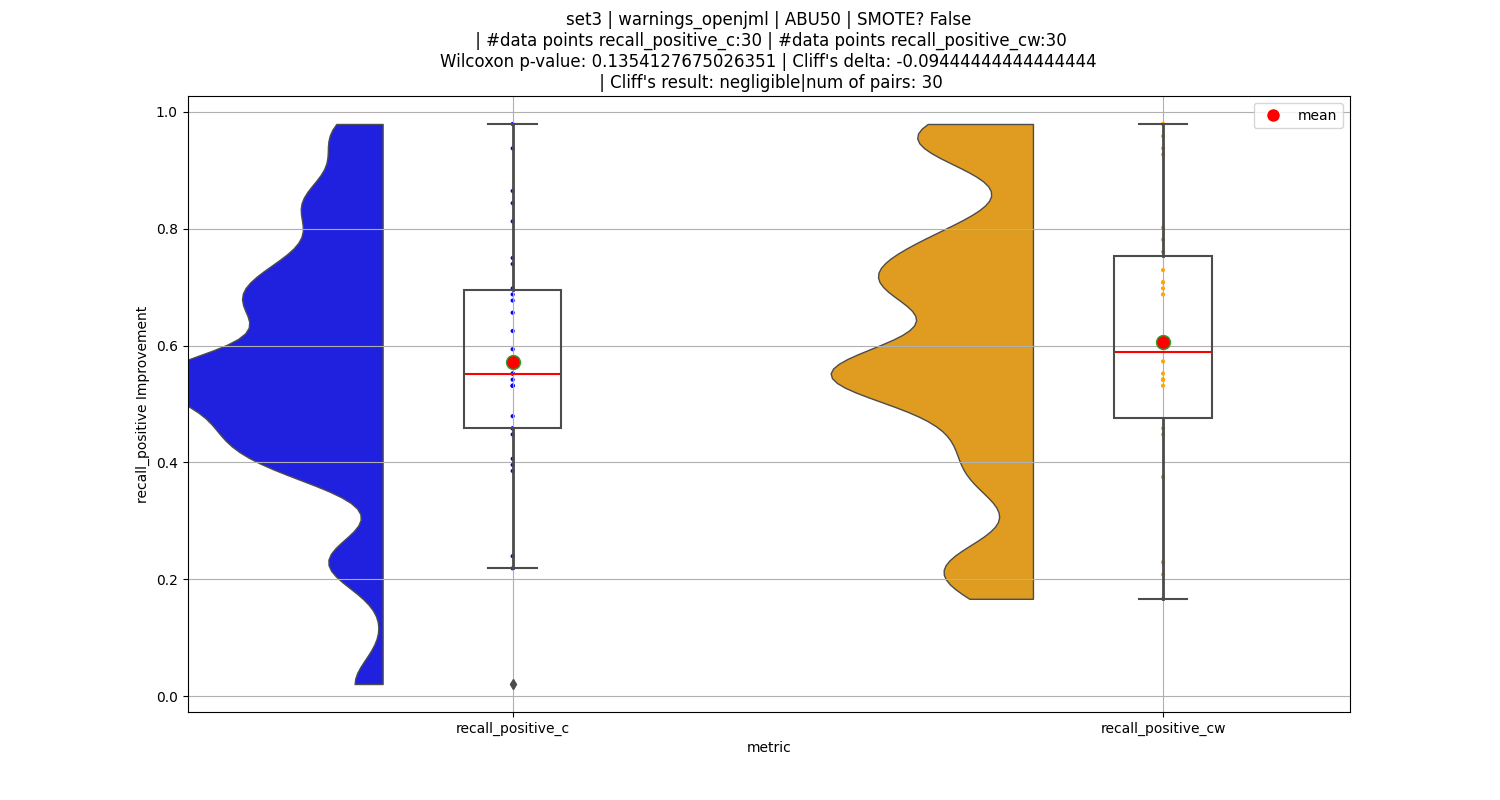 set3 | warnings_openjml | ABU50 | SMOTE? False
| #data points recall_positive_c:30 | #data points recall_positive_cw:30
Wilcoxon p-value: 0.1354127675026351 | Cliff's delta: -0.09444444444444444
| Cliff's result: negligible|num of pairs: 30
mean
1.0
0.8
0.6
0.4
0.2
0.0
recall_positive Improvement
recall_positive_c
recall_positive_cw
metric